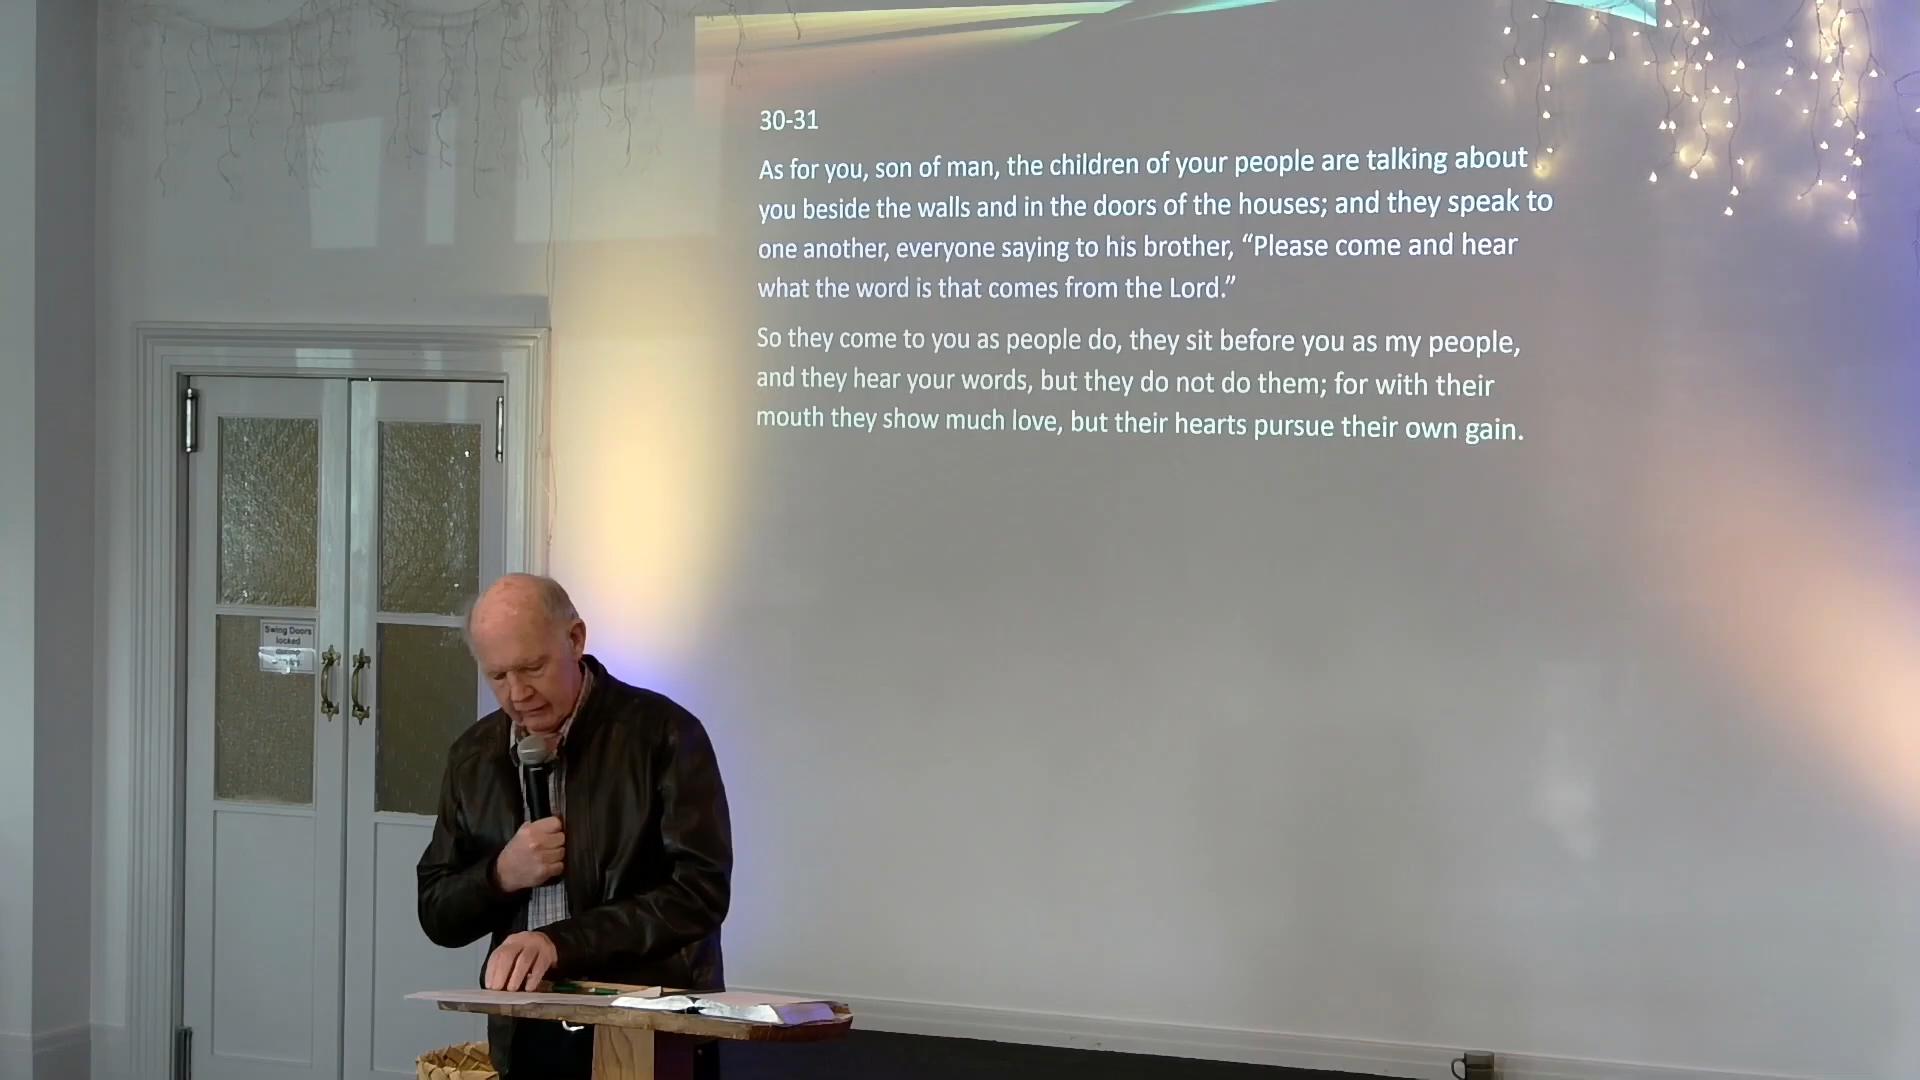 30-31
As for you, son of man, the children of your people are talking about
you beside the walls and in the doors of the houses; and they speak to
one another, everyone saying to his brother, “Please come and hear
what the word is that comes from the Lord.”
So they come to you as people do, they sit before you as my people,
and they hear your words, but they do not do them; for with their
mouth they show much love, but their hearts pursue their own gain.
Swing Doors
locked